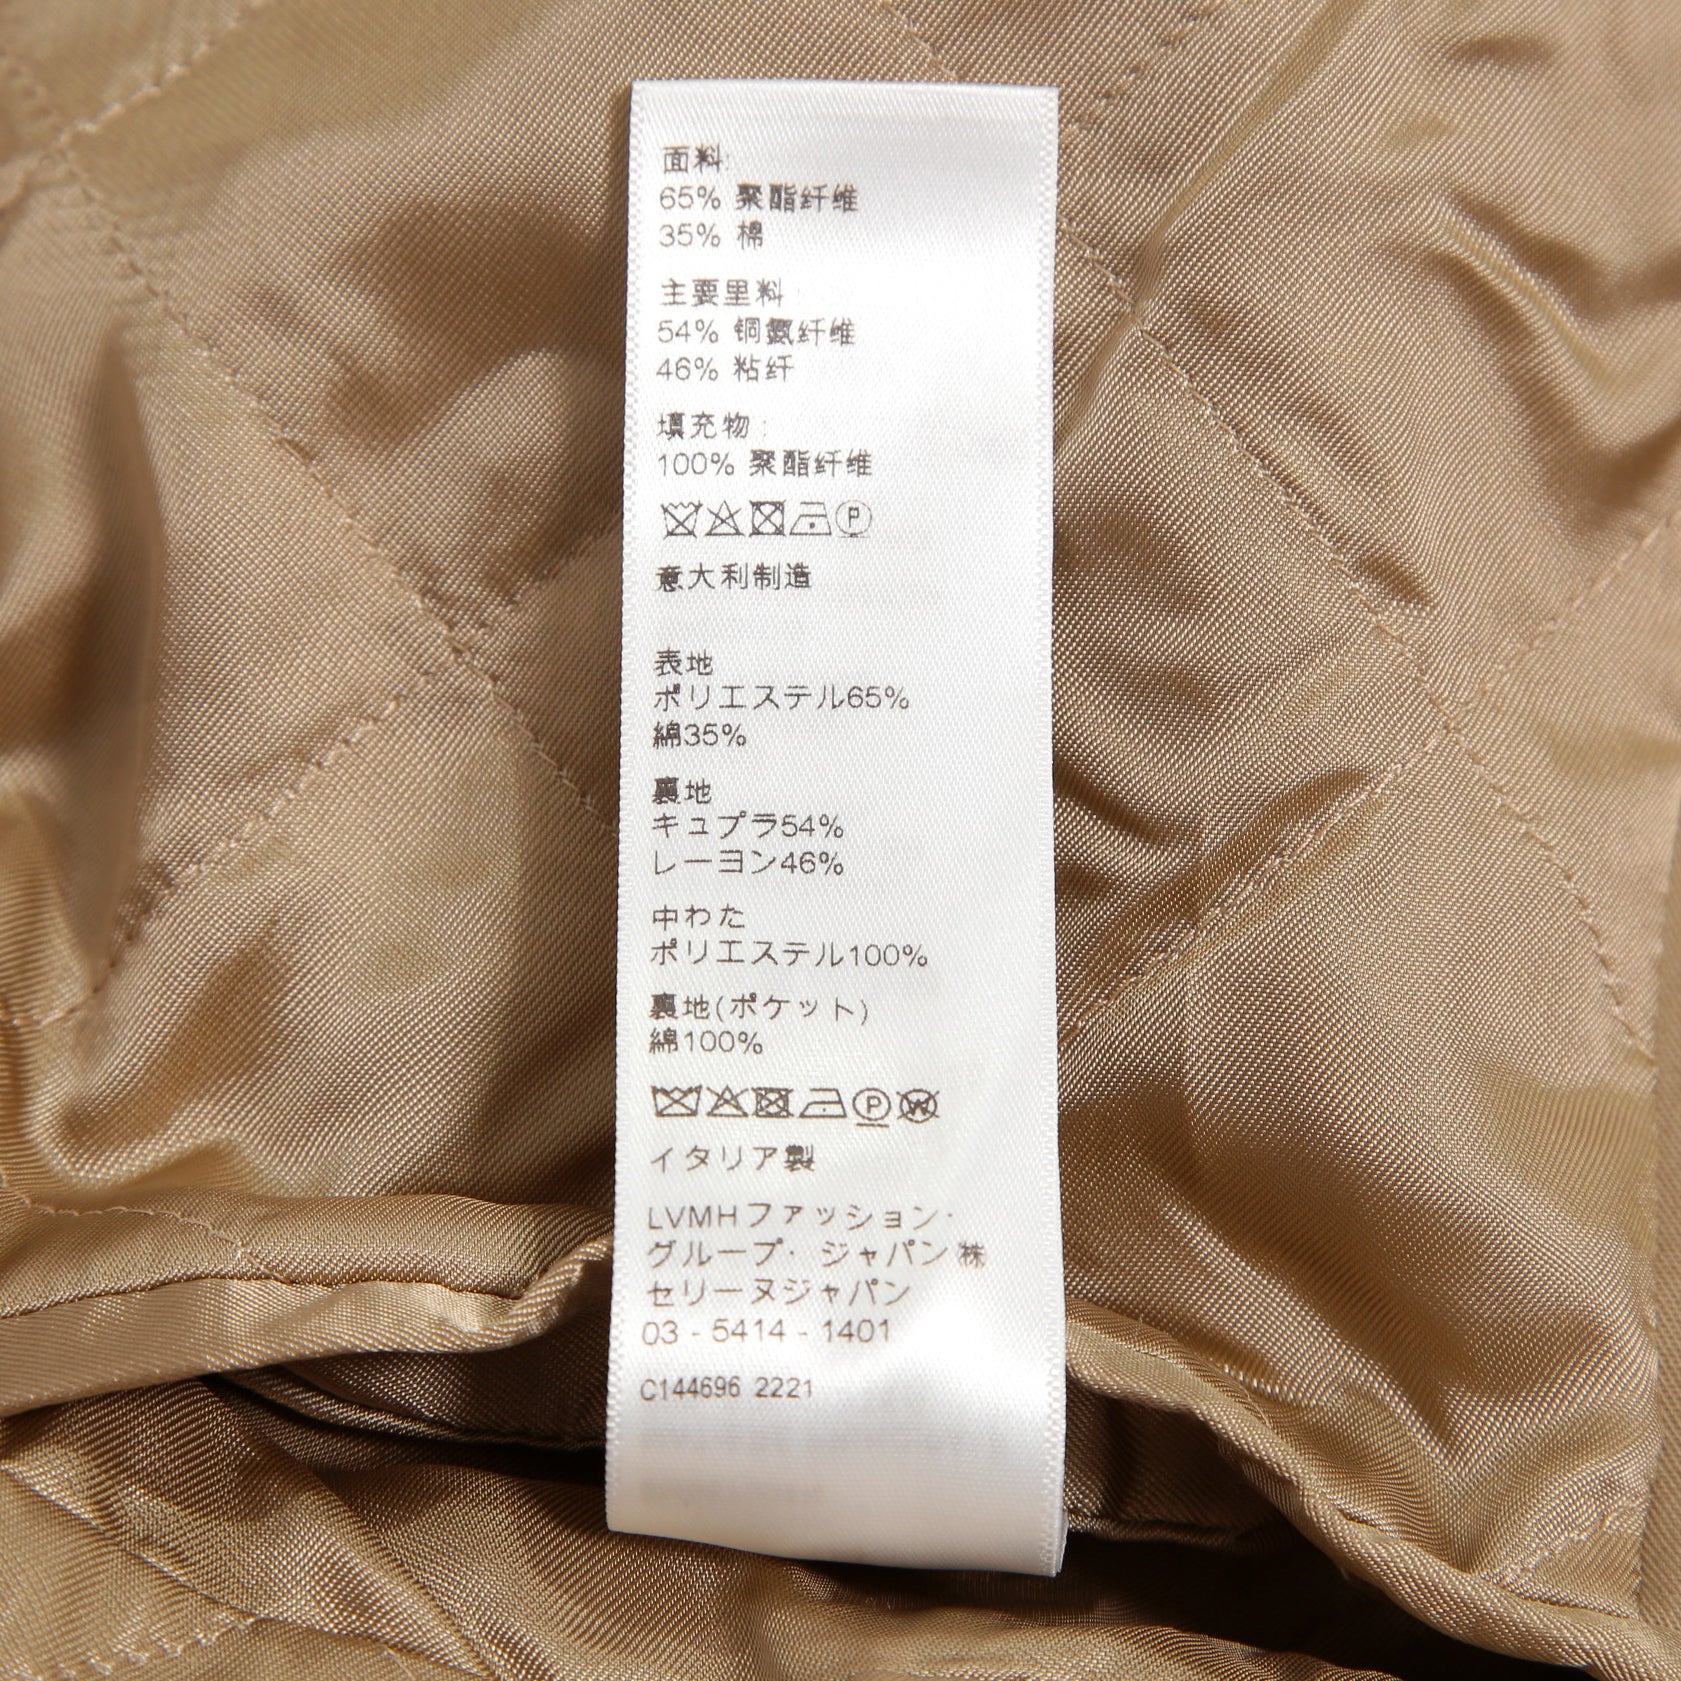 面料:
65% 聚酯纤维
35% 棉
主要里料:
54% 铜氨纤维
46% 粘纤
填充物:
100% 聚酯纤维
P
意大利制造
表地
ポリエステル65%
綿35%
裏地
キュプラ54%
レーヨン46%
中わた
ポリエステル100%
裏地(ポケット)
綿100%
P W
イタリア製
LVMHファッション・
グループ・ジャパン㈱
セリーヌジャパン
03 - 5414 - 1401
C144696 2221